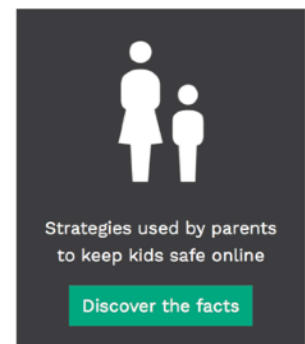 Strategies used by parents
to keep kids safe online
Discover the facts